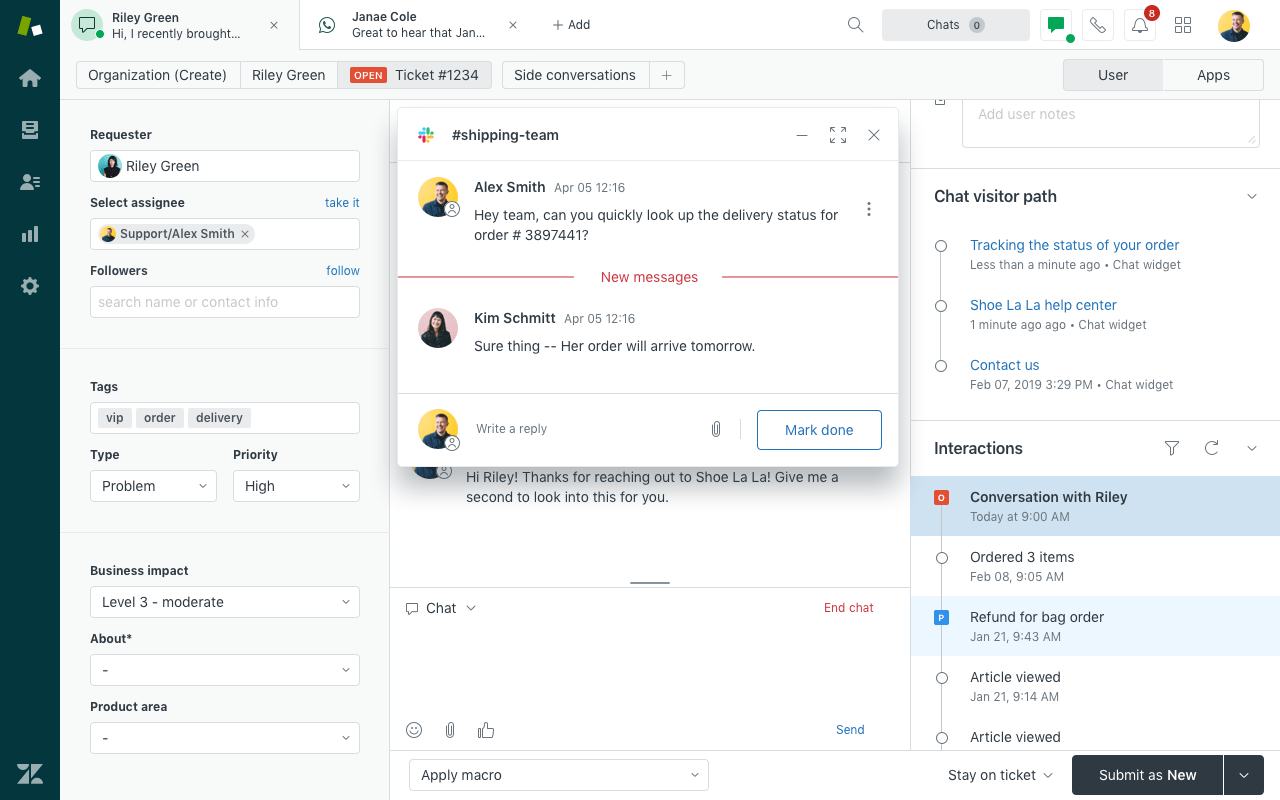 Riley Green
Hi, I recently brought...
Janae Cole
Great to hear that Jan...
Add
Chats 0
8
Organization (Create)
Riley Green
OPEN Ticket #1234
Side conversations
User
Apps
Requester
Riley Green
Select assignee
take it
Support/Alex Smith
Followers
follow
search name or contact info
Tags
vip
order
delivery
Type
Priority
Problem
High
Business impact
Level 3 - moderate
About*
-
Product area
-
#shipping-team
Alex Smith Apr 05 12:16
Hey team, can you quickly look up the delivery status for
order # 3897441?
New messages
Kim Schmitt Apr 05 12:16
Sure thing -- Her order will arrive tomorrow.
Write a reply
Mark done
Hi Riley! Thanks for reaching out to Shoe La La! Give me a
second to look into this for you.
Chat
End chat
Send
Apply macro
Add user notes
Chat visitor path
Tracking the status of your order
Less than a minute ago • Chat widget
Shoe La La help center
1 minute ago ago • Chat widget
Contact us
Feb 07, 2019 3:29 PM • Chat widget
Interactions
O
Conversation with Riley
Today at 9:00 AM
Ordered 3 items
Feb 08, 9:05 AM
P
Refund for bag order
Jan 21, 9:43 AM
Article viewed
Jan 21, 9:14 AM
Article viewed
Stay on ticket
Submit as New